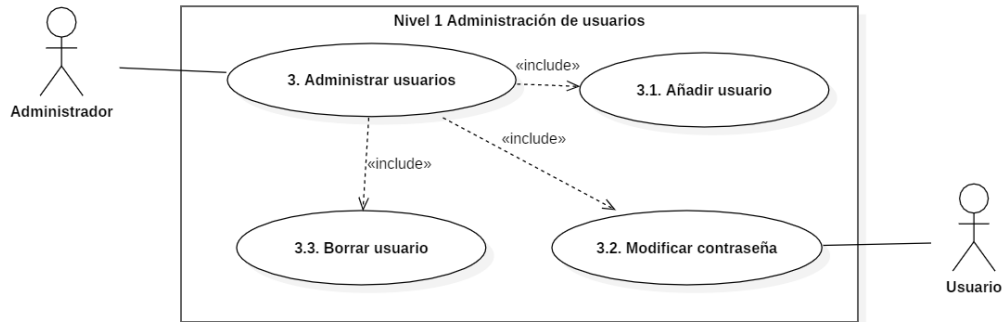 Nivel 1 Administración de usuarios
3. Administrar usuarios
«include»
3.1. Añadir usuario
Administrador
«include»
«include»
3.3. Borrar usuario
3.2. Modificar contraseña
Usuario